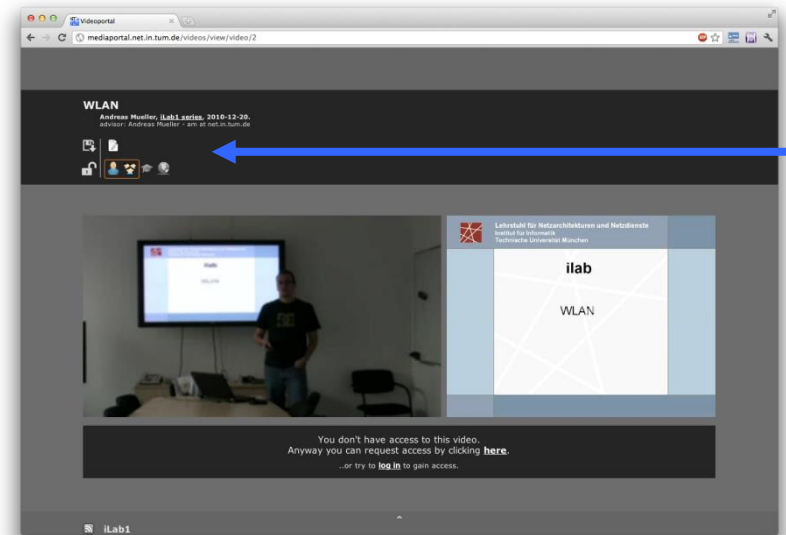 Videoportal
mediaportal.net.in.tum.de/videos/view/video/2
WLAN
Andreas Mueller, iLab1 series, 2010-12-20.
advisor: Andreas Mueller - am at net.in.tum.de
ilab
WLAN
Lehrstuhl für Netzarchitekturen und Netzdienste
Institut für Informatik
Technische Universität München
ilab
WLAN
You don't have access to this video.
Anyway you can request access by clicking here.
..or try to log in to gain access.
iLab1